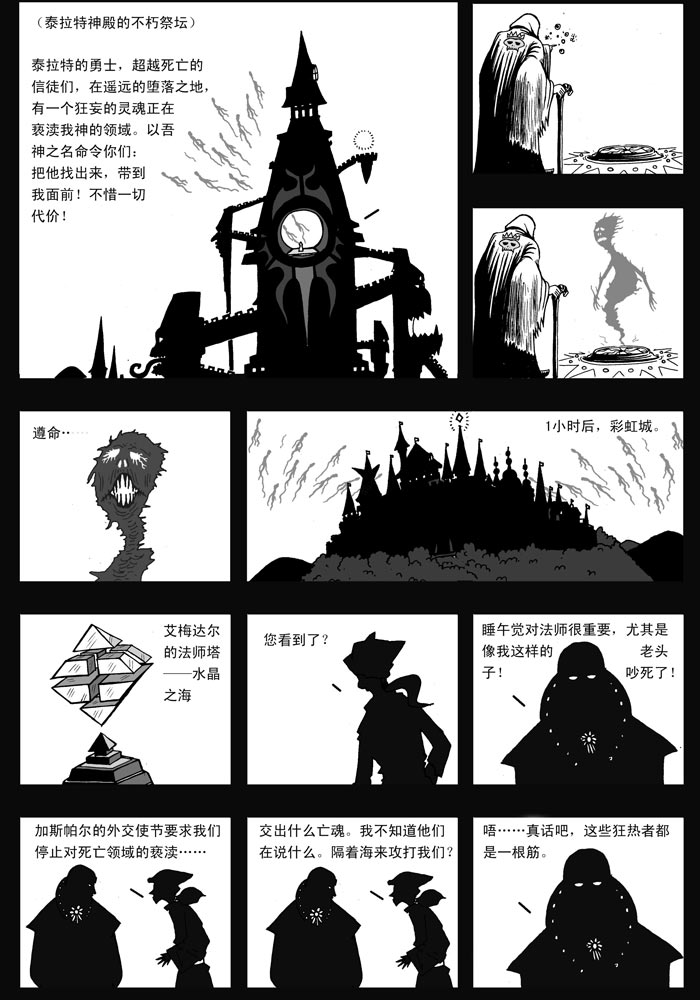 （泰拉特神殿的不朽祭坛）
泰拉特的勇士，超越死亡的
信徒们，在遥远的堕落之地，
有一个狂妄的灵魂正在
亵渎我神的领域。以吾
神之名命令你们：
把他找出来，带到
我面前！不惜一切
代价！
遵命……
1小时后，彩虹城。
艾梅达尔
的法师塔
——水晶
之海
您看到了？
睡午觉对法师很重要，尤其是
像我这样的 老头
子！ 吵死了！
加斯帕尔的外交使节要求我们
停止对死亡领域的亵渎……
交出什么亡魂。我不知道他们
在说什么。隔着海来攻打我们？
唔……真话吧，这些狂热者都
是一根筋。